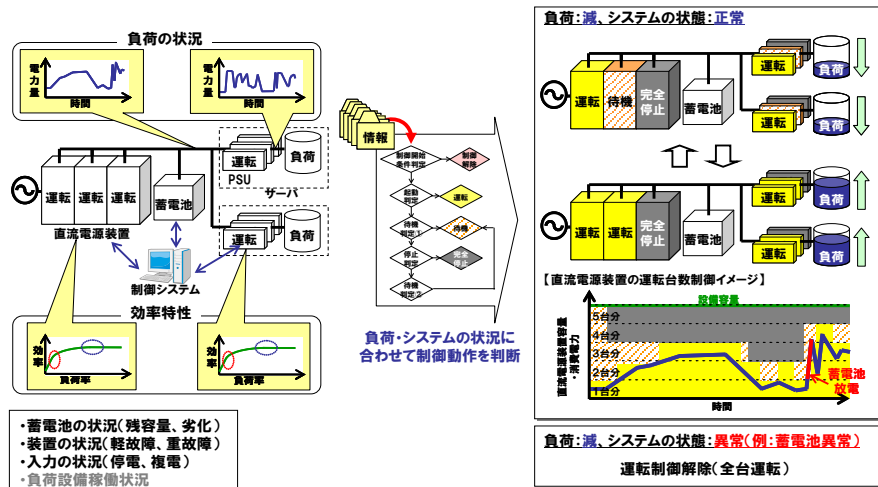 負荷の状況
電力量
時間
電力量
時間
運転
PSU
負荷
サーバ
運転
運転
運転
蓄電池
直流電源装置
運転
負荷
制御システム
効率特性
効率
負荷率
効率
負荷率
・蓄電池の状況(残容量、劣化)
・装置の状況(軽故障、重故障)
・入力の状況(停電、複電)
・負荷設備稼働状況
情報
制御開始
条件判定
制御
解除
起動
判定
運転
待機
判定①
待機
停止
判定
完全
停止
待機
判定②
負荷・システムの状況に
合わせて制御動作を判断
負荷:減、システムの状態:正常
運転
待機
完全
停止
蓄電池
運転
負荷
運転
負荷
運転
運転
完全
停止
蓄電池
運転
負荷
運転
負荷
【直流電源装置の運転台数制御イメージ】
設備容量
直流電源装置容量
・消費電力
5台分
4台分
3台分
2台分
1台分
蓄電池
放電
時間
負荷:減、システムの状態:異常(例:蓄電池異常)
運転制御解除(全台運転)